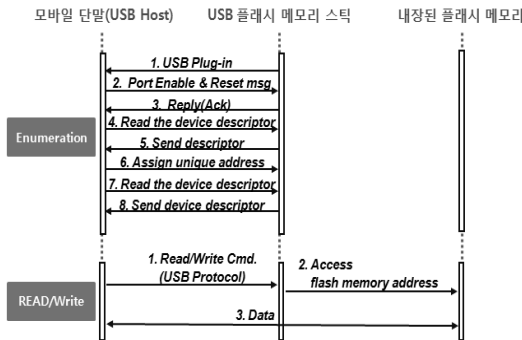 모바일 단말(USB Host)
USB 플래시 메모리 스틱
내장된 플래시 메모리
1. USB Plug-in
2. Port Enable & Reset msg
3. Reply(Ack)
4. Read the device descriptor
Enumeration
5. Send descriptor
6. Assign unique address
7. Read the device descriptor
8. Send device descriptor
1. Read/Write Cmd.
(USB Protocol)
2. Access
flash memory address
READ/Write
3. Data